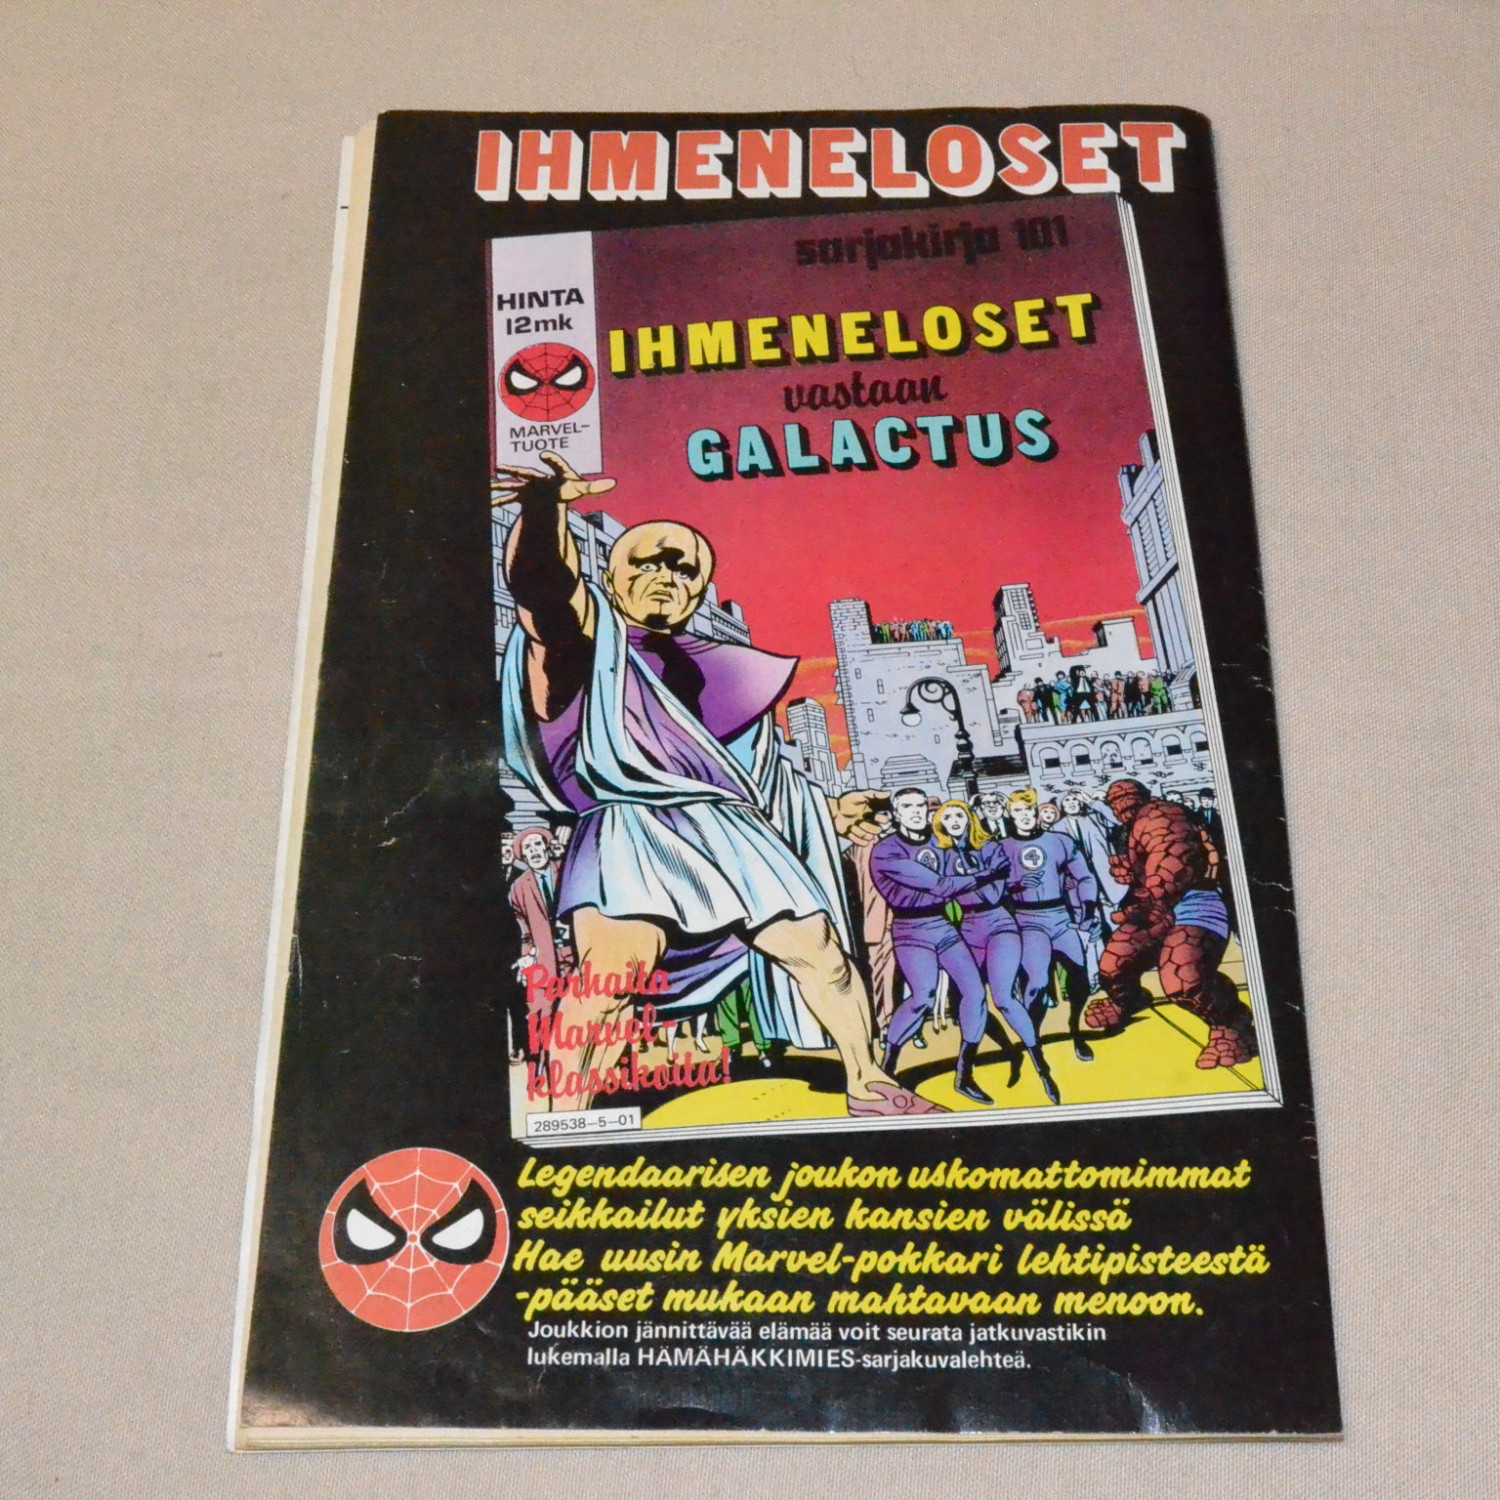 IHMENELOSET
sarjakirja 101
HINTA
12mk
IHMENELOSET
vastaan
GALACTUS
MARVEL-
TUOTE
4
4
Parhaita
Marvel-
klassikoita!
289538-5-01
Legendaarisen joukon uskomattomimmat
seikkailut yksien kansien välissä
Hae uusin Marvel-pokkari lehtipisteestä
-pääset mukaan mahtavaan menoon.
Joukkion jännittävää elämää voit seurata jatkuvastikin
lukemalla HÄMÄHÄKKIMIES-sarjakuvalehteä.